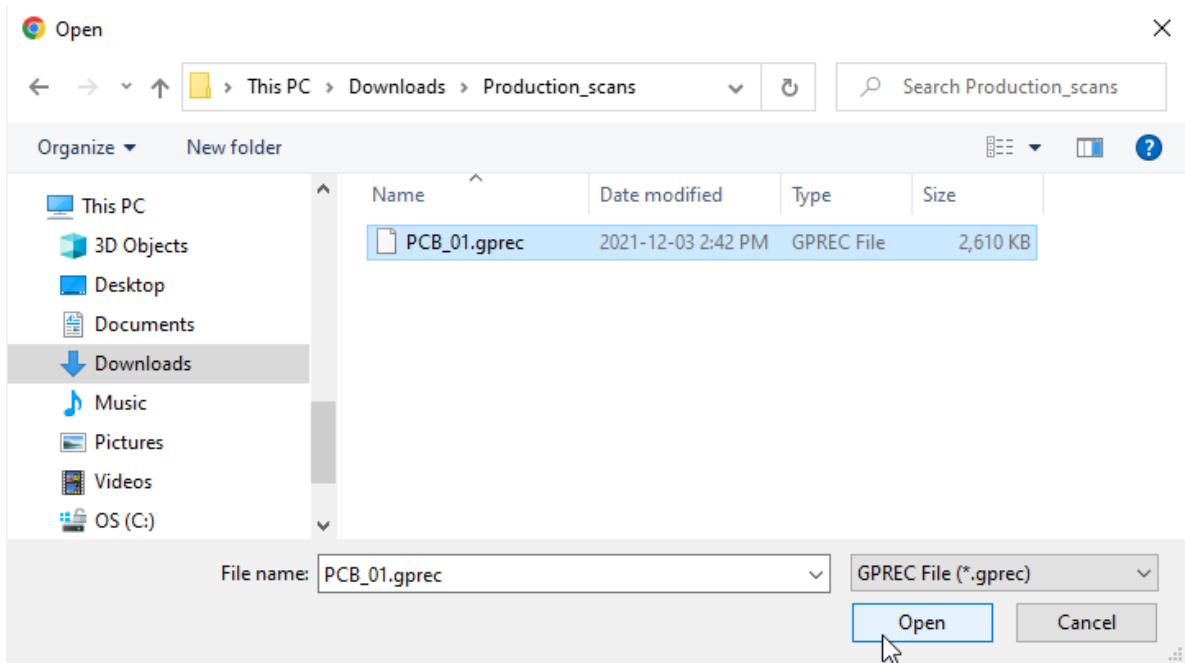 Open
This PC > Downloads > Production_scans
Search Production_scans
Organize
New folder
?
Name
Date modified
Type
Size
PCB_01.gprec 2021-12-03 2:42 PM GPREC File 2,610 KB
This PC
3D Objects
Desktop
Documents
Downloads
Music
Pictures
Videos
OS (C:)
File name: PCB_01.gprec
GPREC File (*.gprec)
Open
Cancel